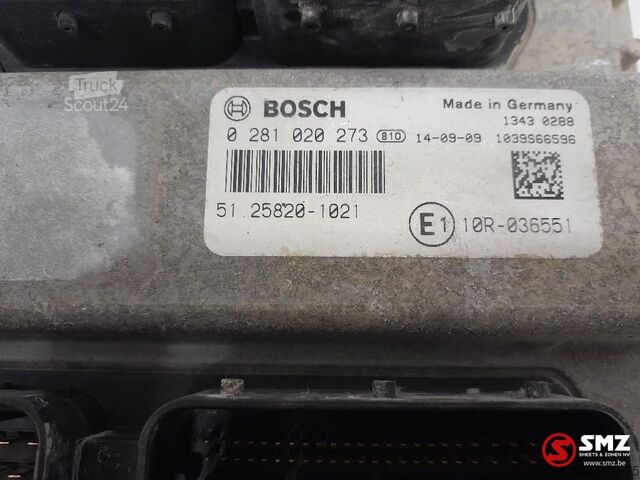 Truck
Scout24
BOSCH
Made in Germany
1343 0288
0 281 020 273 810 14-09-09 1039S66596
51.25820-1021
E1 10R-036551
SMZ
SHEETS & ZONEN NV
www.smz.be